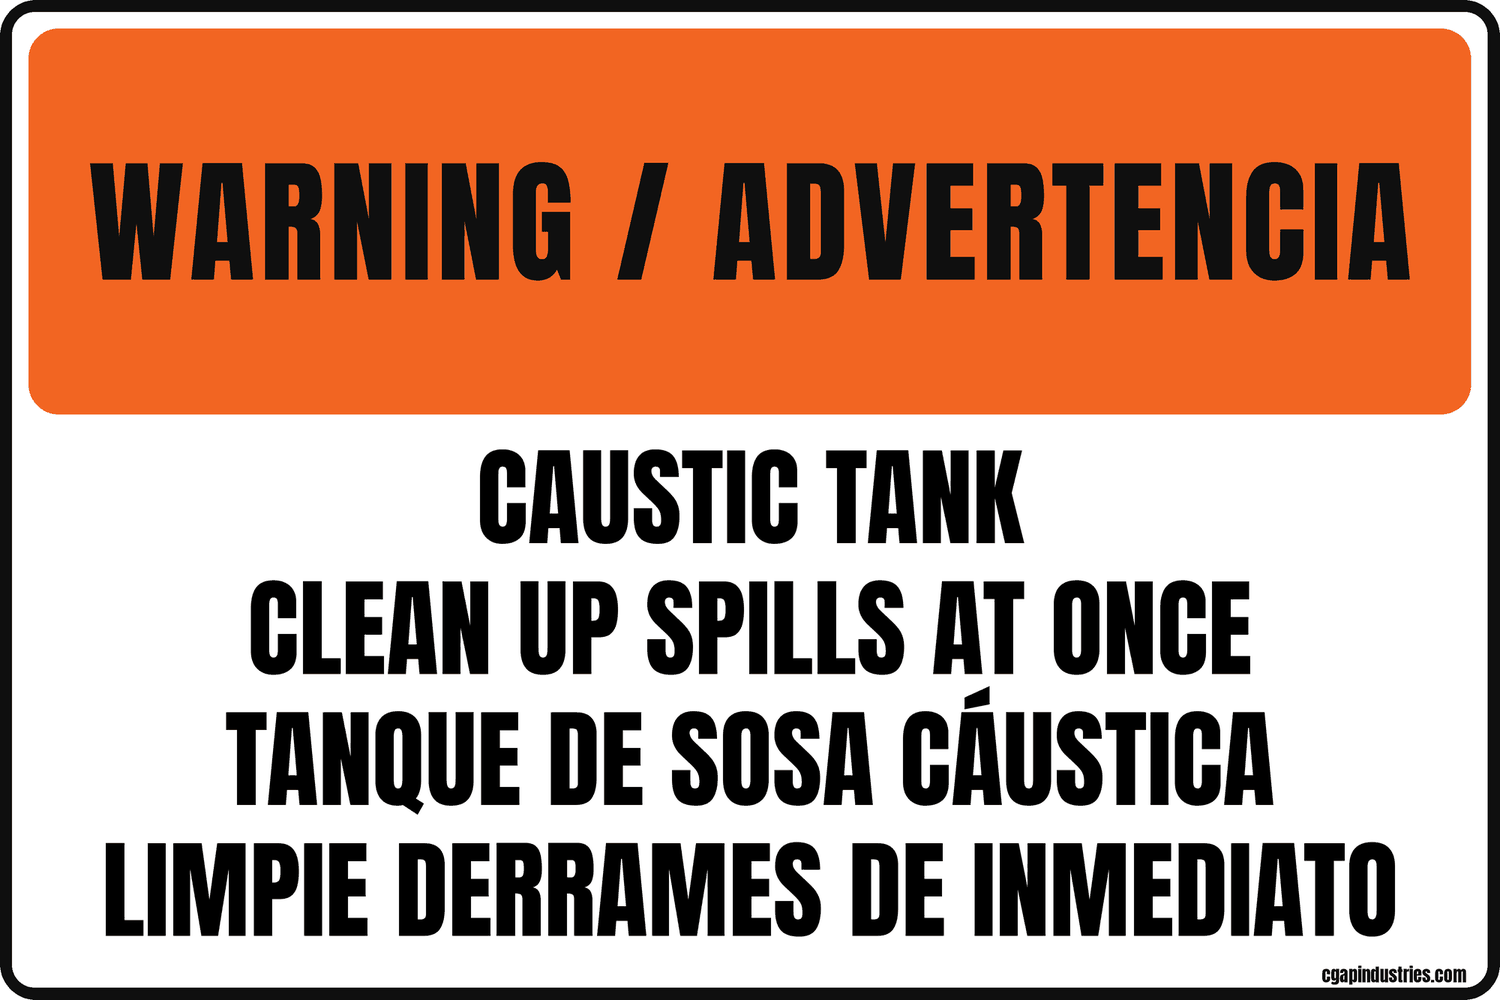 WARNING / ADVERTENCIA
CAUSTIC TANK
CLEAN UP SPILLS AT ONCE
TANQUE DE SOSA CÁUSTICA
LIMPIE DERRAMES DE INMEDIATO
cgapindustries.com